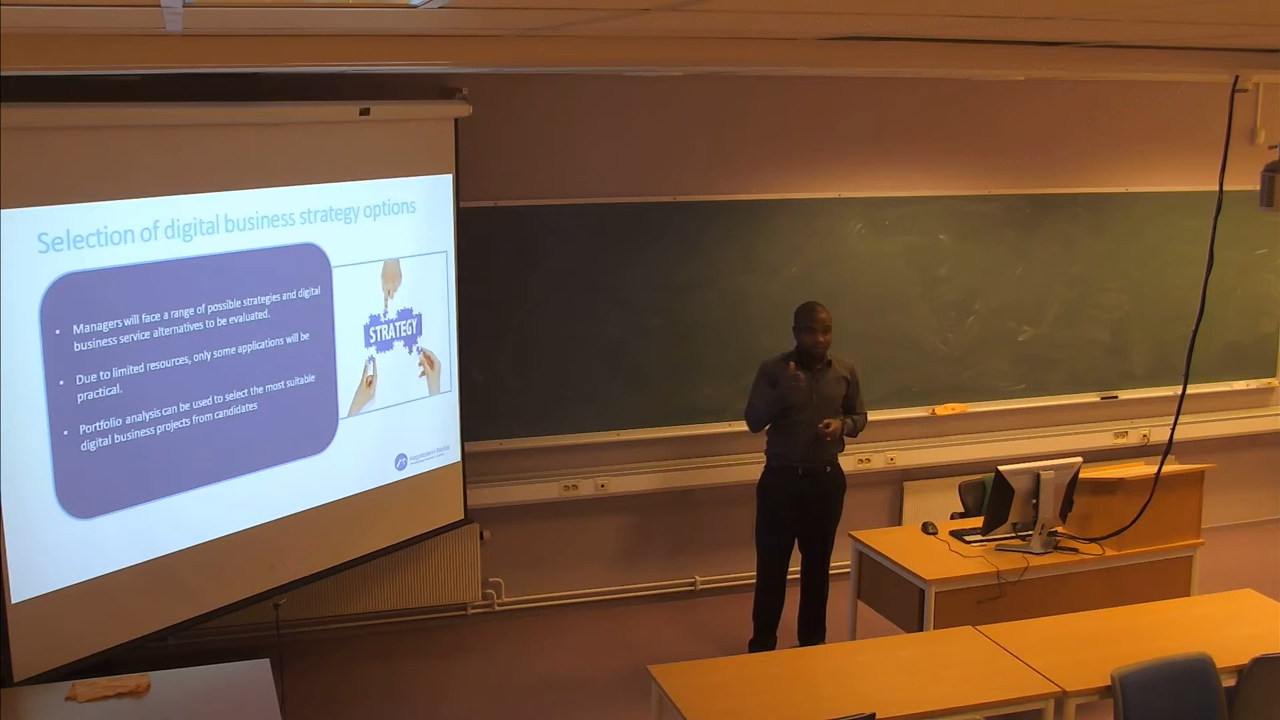 Selection of digital business strategy options
• Managers will face a range of possible strategies and digital
business service alternatives to be evaluated.
• Due to limited resources, only some applications will be
practical.
• Portfolio analysis can be used to select the most suitable
digital business projects from candidates
STRATEGY